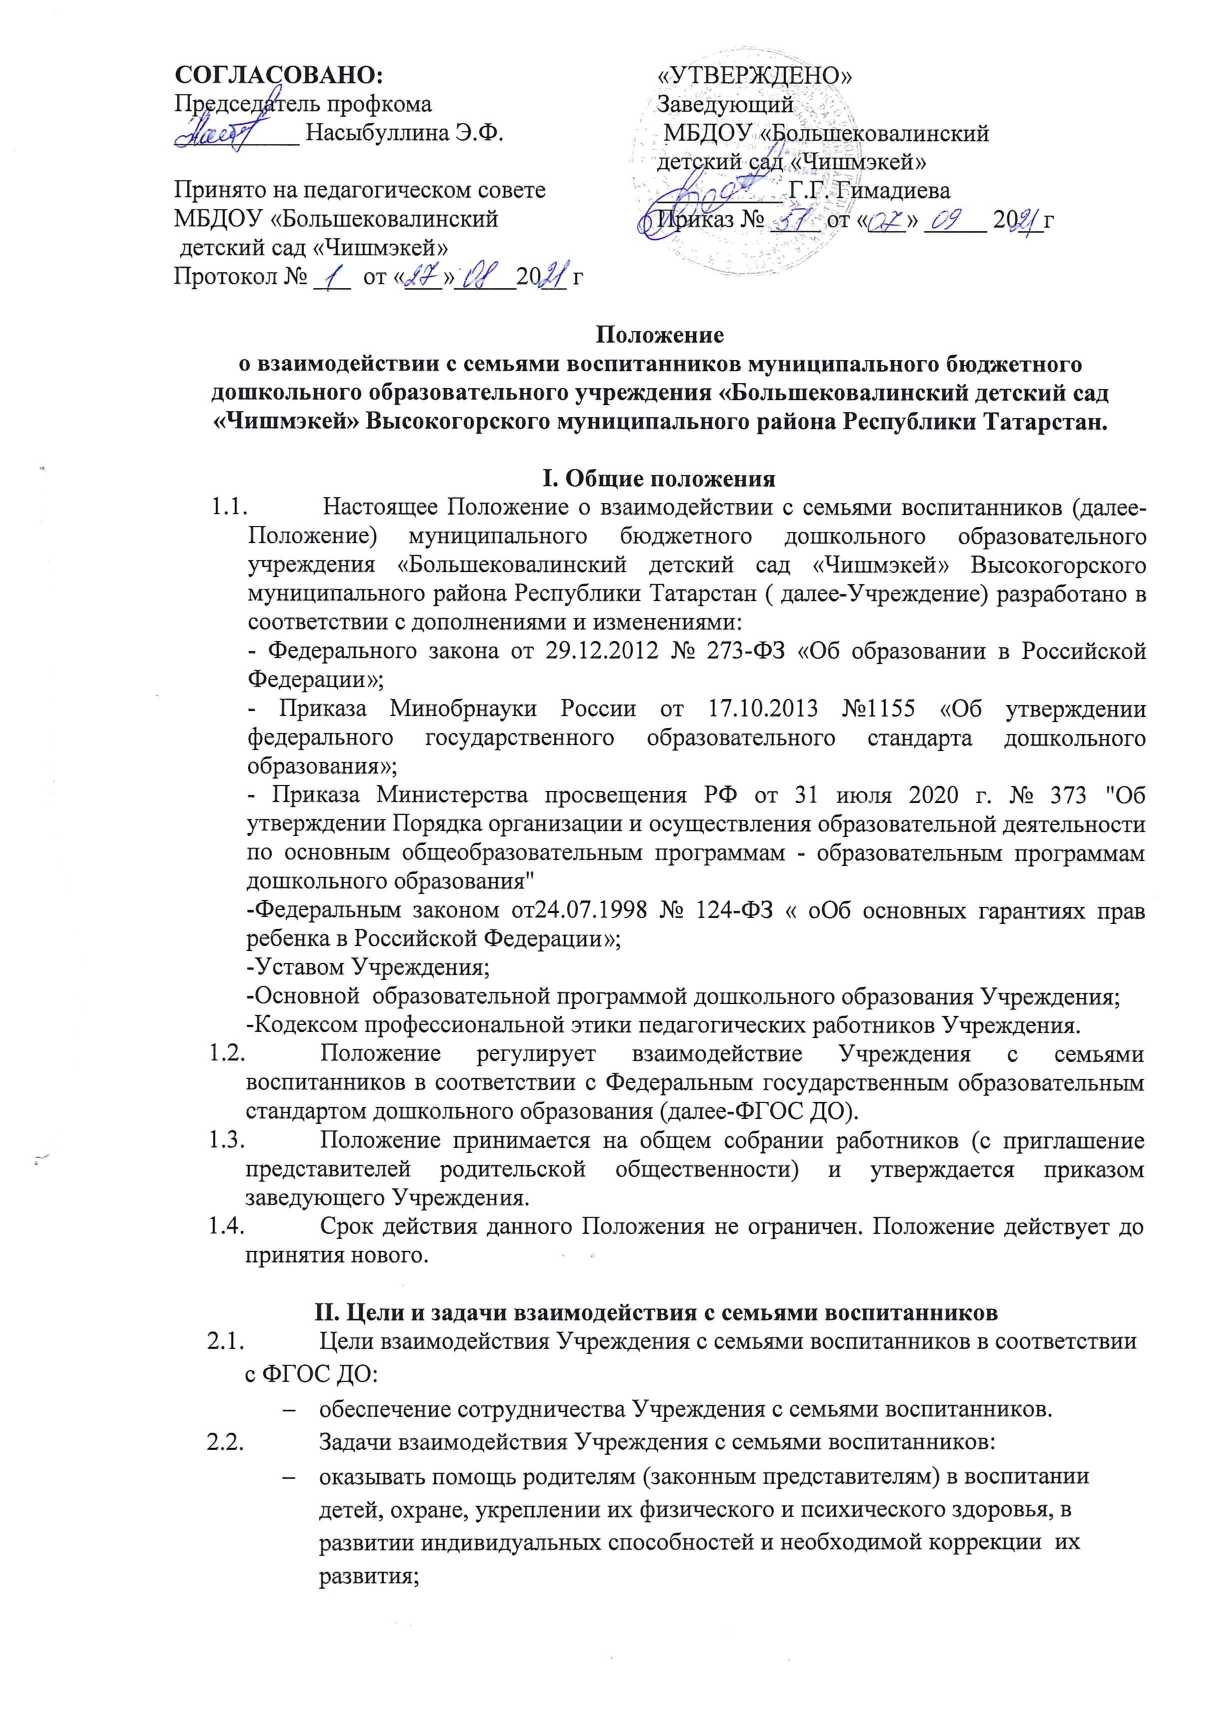 СОГЛАСОВАНО:
Председатель профкома
__________ Насыбуллина Э.Ф.
Принято на педагогическом совете
МБДОУ «Большековалинский
детский сад «Чишмэкей»
Протокол № 1 от «27» 08 2021 г
«УТВЕРЖДЕНО»
Заведующий
МБДОУ «Большековалинский
детский сад «Чишмэкей»
__________ Г.Г. Гимадиева
Приказ № 51 от «07» 09 2021г
Положение
о взаимодействии с семьями воспитанников муниципального бюджетного
дошкольного образовательного учреждения «Большековалинский детский сад
«Чишмэкей» Высокогорского муниципального района Республики Татарстан.
I. Общие положения
1.1. Настоящее Положение о взаимодействии с семьями воспитанников (далее-
Положение) муниципального бюджетного дошкольного образовательного
учреждения «Большековалинский детский сад «Чишмэкей» Высокогорского
муниципального района Республики Татарстан ( далее-Учреждение) разработано в
соответствии с дополнениями и изменениями:
- Федерального закона от 29.12.2012 № 273-ФЗ «Об образовании в Российской
Федерации»;
- Приказа Минобрнауки России от 17.10.2013 №1155 «Об утверждении
федерального государственного образовательного стандарта дошкольного
образования»;
- Приказа Министерства просвещения РФ от 31 июля 2020 г. № 373 "Об
утверждении Порядка организации и осуществления образовательной деятельности
по основным общеобразовательным программам - образовательным программам
дошкольного образования"
-Федеральным законом от24.07.1998 № 124-ФЗ « оОб основных гарантиях прав
ребенка в Российской Федерации»;
-Уставом Учреждения;
-Основной образовательной программой дошкольного образования Учреждения;
-Кодексом профессиональной этики педагогических работников Учреждения.
1.2. Положение регулирует взаимодействие Учреждения с семьями
воспитанников в соответствии с Федеральным государственным образовательным
стандартом дошкольного образования (далее-ФГОС ДО).
1.3. Положение принимается на общем собрании работников (с приглашение
представителей родительской общественности) и утверждается приказом
заведующего Учреждения.
1.4. Срок действия данного Положения не ограничен. Положение действует до
принятия нового.
II. Цели и задачи взаимодействия с семьями воспитанников
2.1. Цели взаимодействия Учреждения с семьями воспитанников в соответствии
с ФГОС ДО:
– обеспечение сотрудничества Учреждения с семьями воспитанников.
2.2. Задачи взаимодействия Учреждения с семьями воспитанников:
– оказывать помощь родителям (законным представителям) в воспитании
детей, охране, укреплении их физического и психического здоровья, в
развитии индивидуальных способностей и необходимой коррекции их
развития;